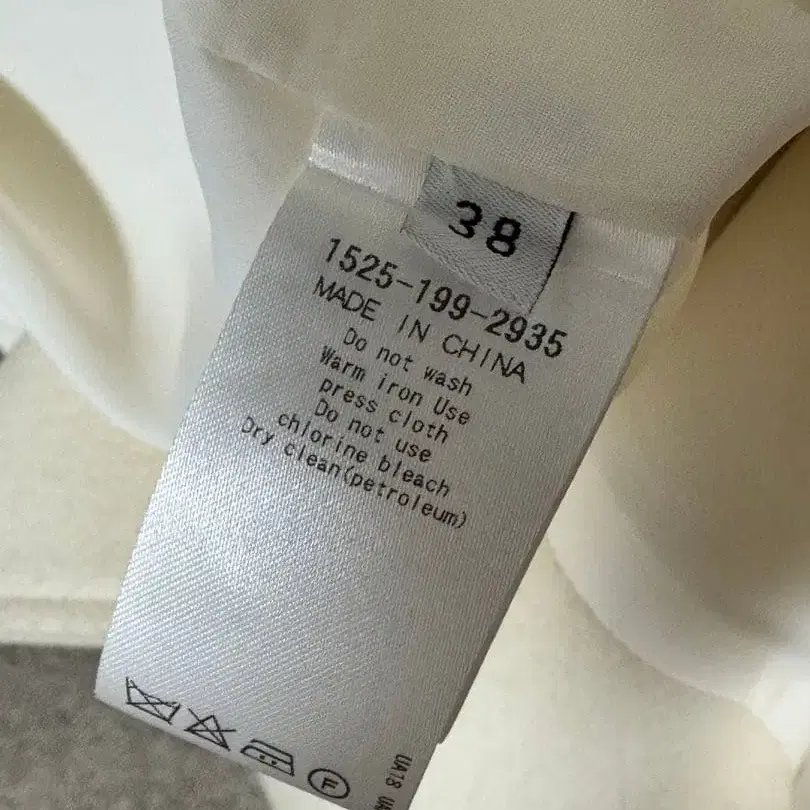 38
1525-199-2935
MADE IN CHINA
Do not wash
Warm iron Use
press cloth
Do not use
chlorine bleach
Dry clean(petroleum)
F
UA18